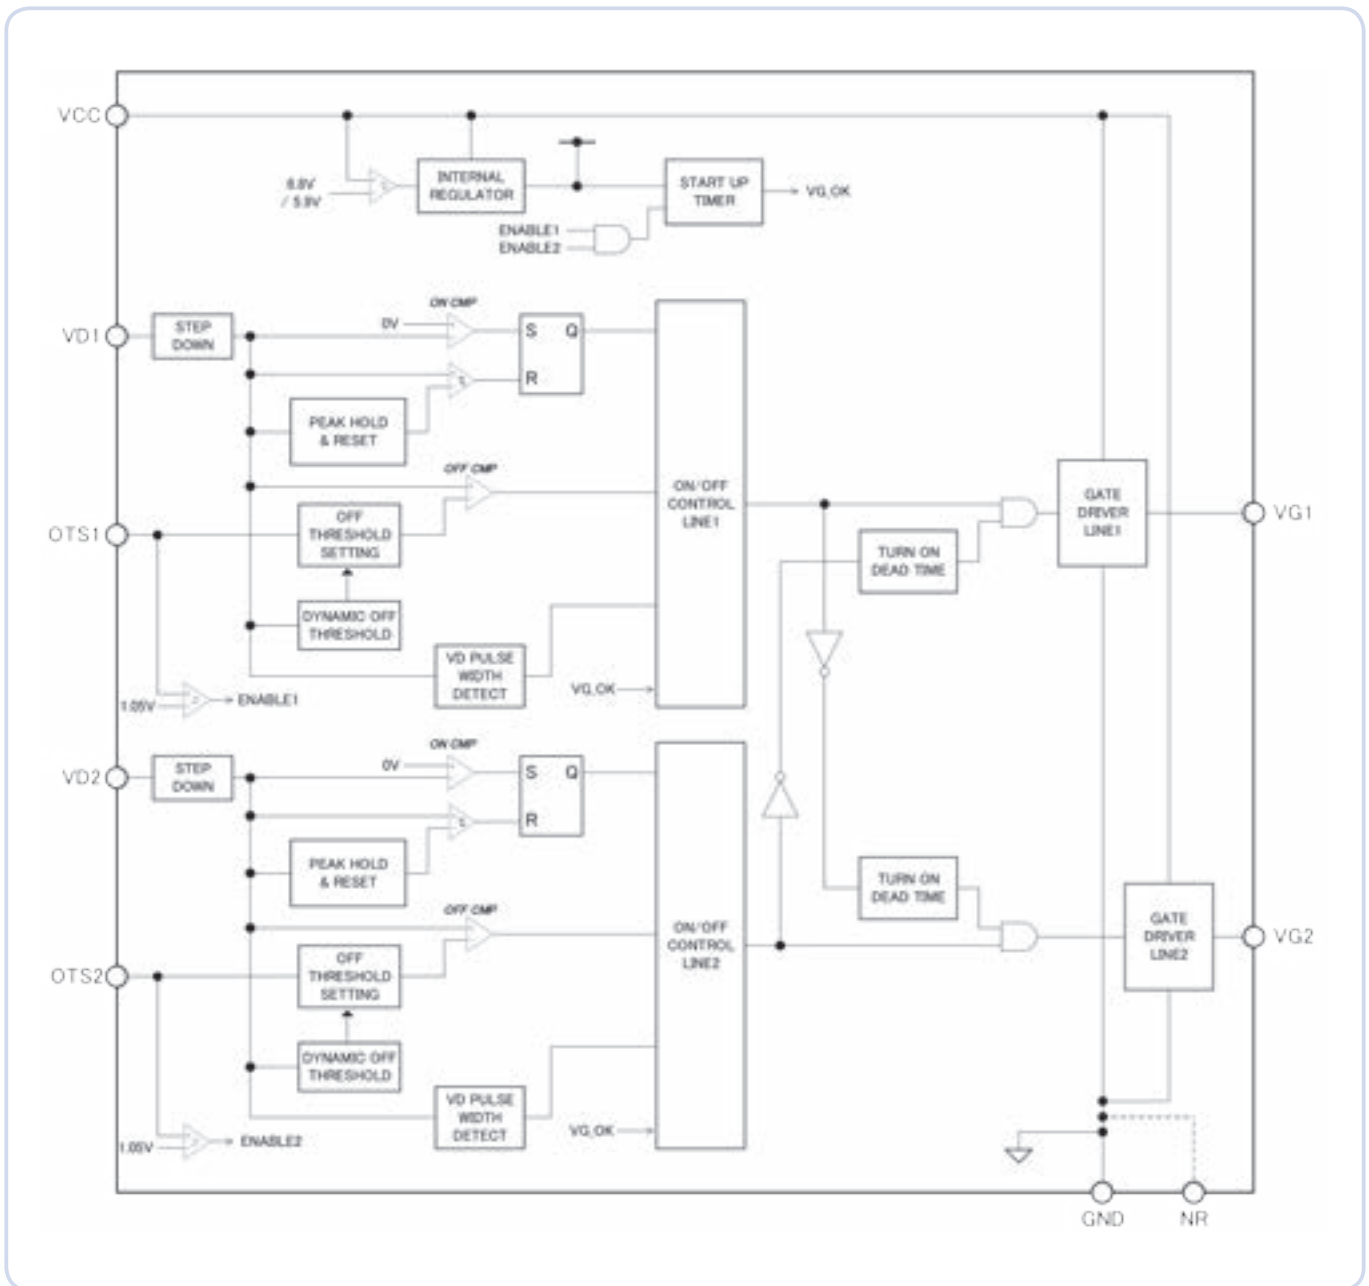 VCC
6.8V
/ 5.9V
INTERNAL
REGULATOR
START UP
TIMER
VG_OK
ENABLE1
ENABLE2
VD1
STEP
DOWN
0V
ON CMP
S Q
R
PEAK HOLD
& RESET
OFF CMP
OTS1
OFF
THRESHOLD
SETTING
DYNAMIC OFF
THRESHOLD
VD PULSE
WIDTH
DETECT
1.05V
ENABLE1
VG_OK
ON/OFF
CONTROL
LINE1
TURN ON
DEAD TIME
GATE
DRIVER
LINE1
VG1
VD2
STEP
DOWN
0V
ON CMP
S Q
R
PEAK HOLD
& RESET
OFF CMP
OTS2
OFF
THRESHOLD
SETTING
DYNAMIC OFF
THRESHOLD
VD PULSE
WIDTH
DETECT
1.05V
ENABLE2
VG_OK
ON/OFF
CONTROL
LINE2
TURN ON
DEAD TIME
GATE
DRIVER
LINE2
VG2
GND
NR